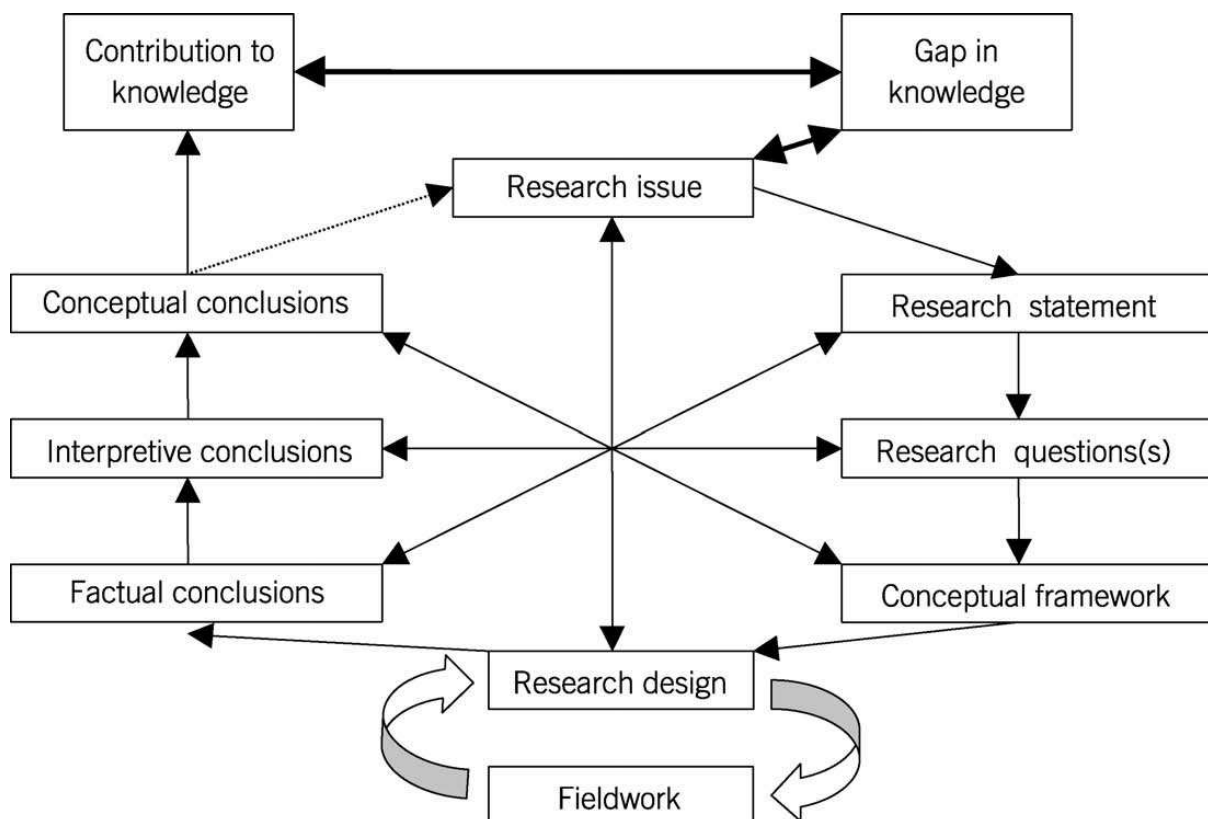 Contribution to
knowledge
Gap in
knowledge
Research issue
Conceptual conclusions
Research statement
Interpretive conclusions
Research questions(s)
Factual conclusions
Conceptual framework
Research design
Fieldwork